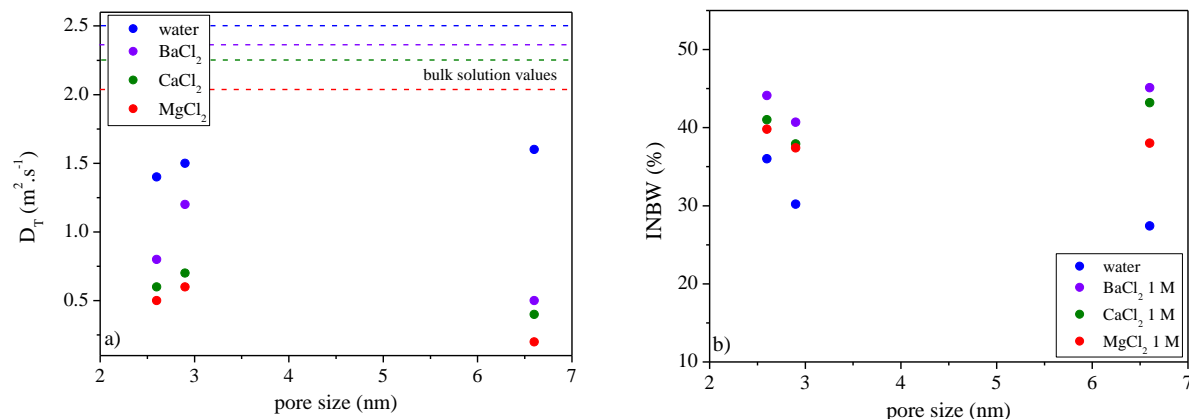 2.5
2.0
1.5
1.0
0.5
D_T (m².s⁻¹)
water
BaCl₂
CaCl₂
MgCl₂
bulk solution values
a)
2 3 4 5 6 7
pore size (nm)
50
40
30
20
10
INBW (%)
water
BaCl₂ 1 M
CaCl₂ 1 M
MgCl₂ 1 M
b)
2 3 4 5 6 7
pore size (nm)